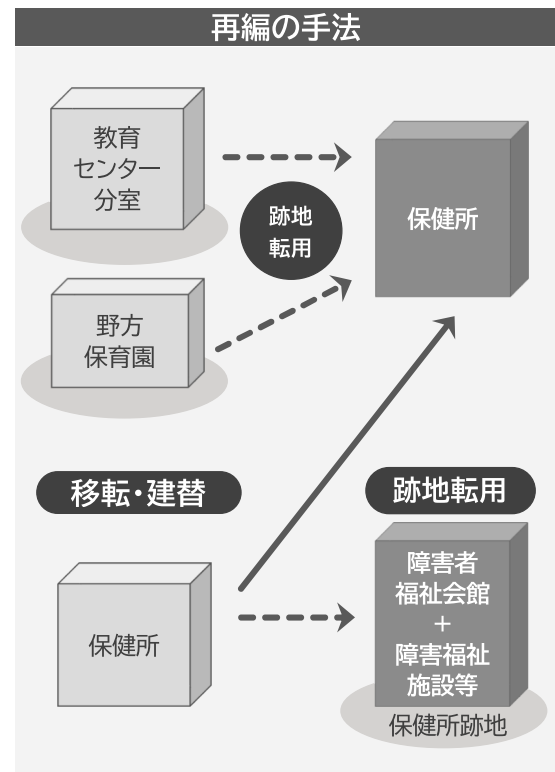 再編の手法
教育
センター
分室
保健所
跡地
転用
野方
保育園
移転・建替
跡地転用
保健所
障害者
福祉会館
＋
障害福祉
施設等
保健所跡地